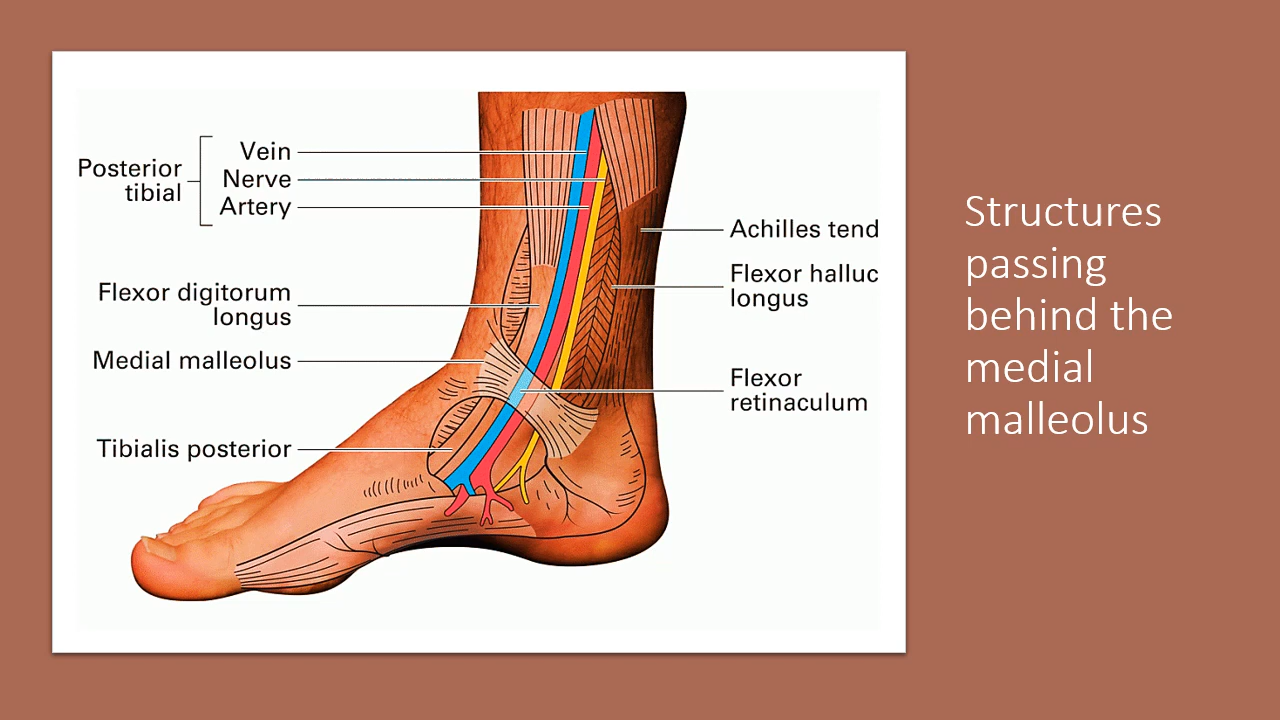 Posterior
tibial
Vein
Nerve
Artery
Flexor digitorum
longus
Medial malleolus
Tibialis posterior
Achilles tend
Flexor halluc
longus
Flexor
retinaculum
Structures
passing
behind the
medial
malleolus